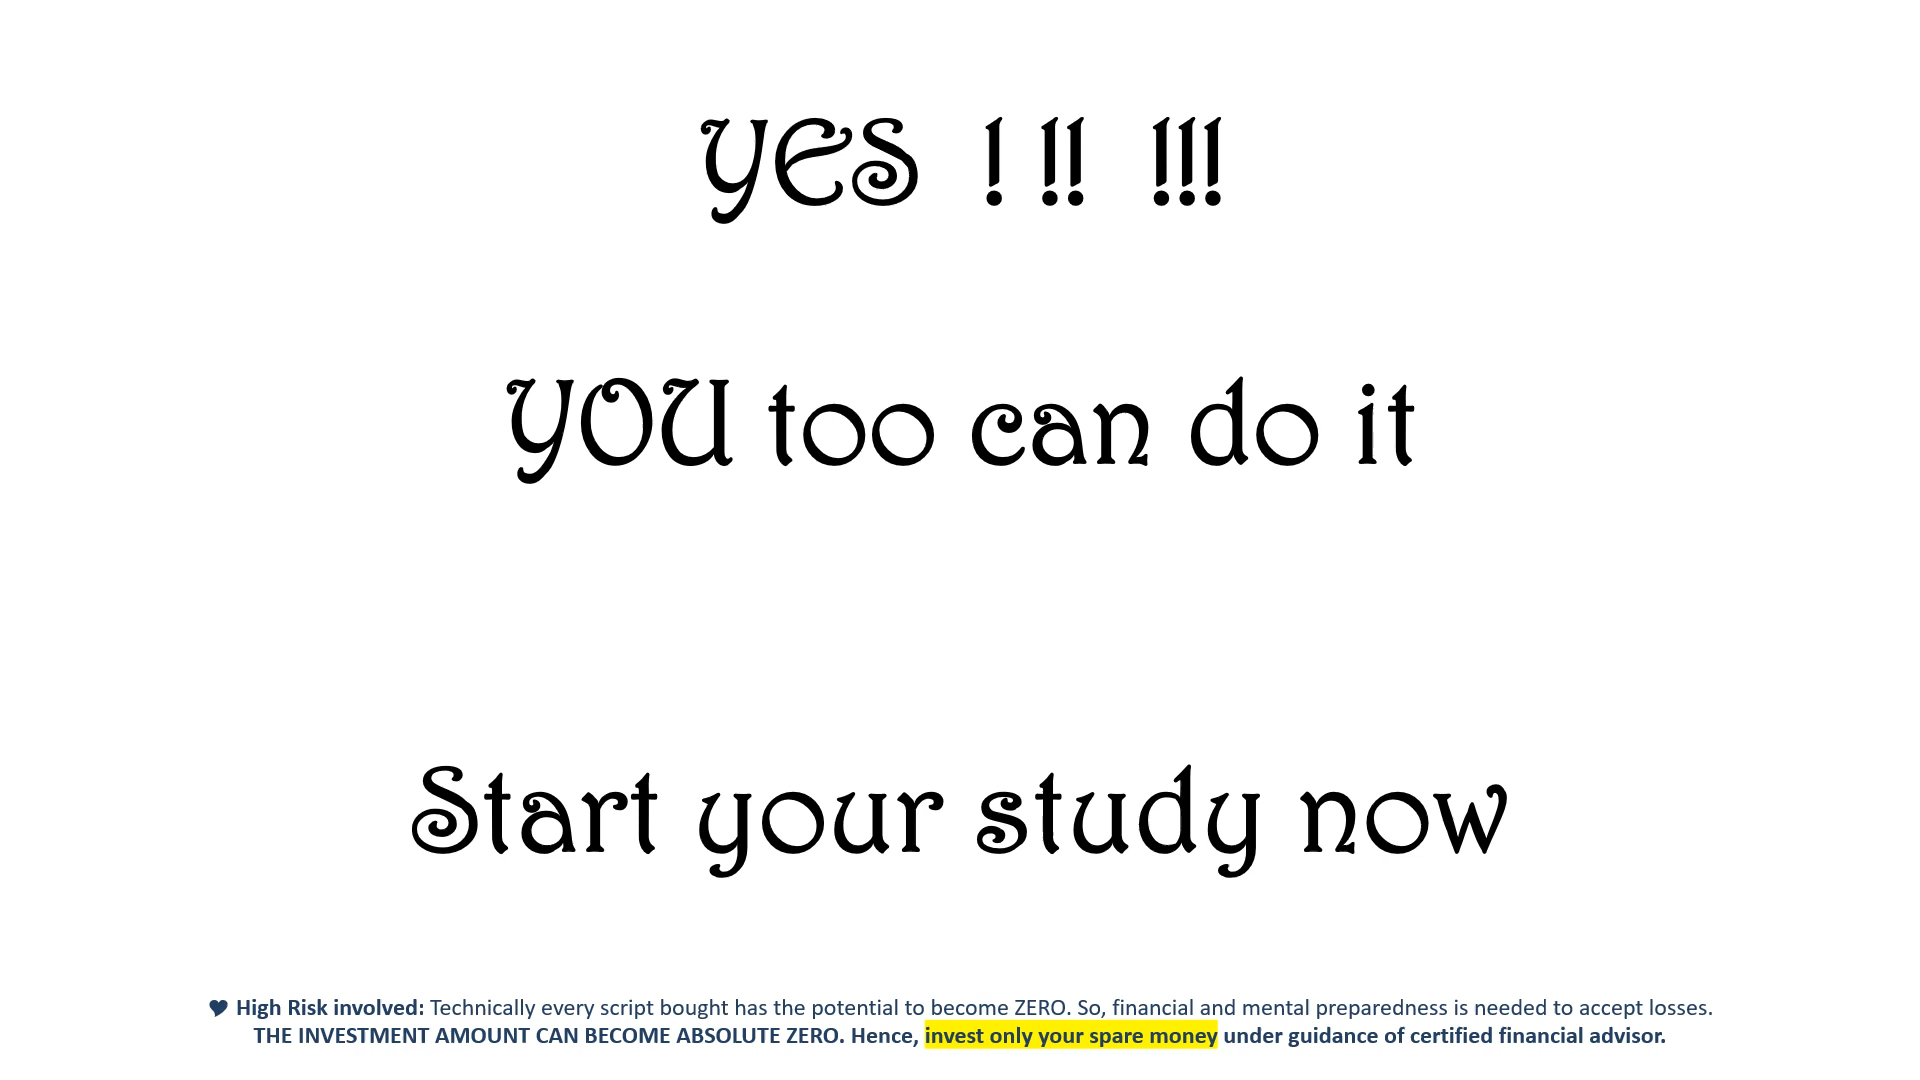 YES ! !! !!!
YOU too can do it
Start your study now
♥ High Risk involved: Technically every script bought has the potential to become ZERO. So, financial and mental preparedness is needed to accept losses.
THE INVESTMENT AMOUNT CAN BECOME ABSOLUTE ZERO. Hence, invest only your spare money under guidance of certified financial advisor.